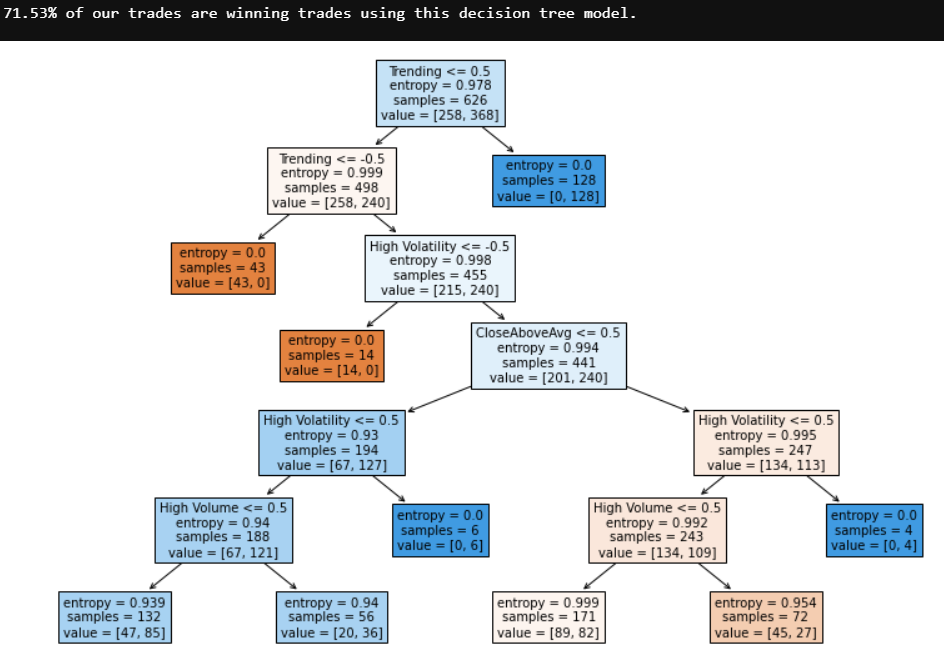 71.53% of our trades are winning trades using this decision tree model.
Trending <= 0.5
entropy = 0.978
samples = 626
value = [258, 368]
Trending <= -0.5
entropy = 0.999
samples = 498
value = [258, 240]
entropy = 0.0
samples = 128
value = [0, 128]
entropy = 0.0
samples = 43
value = [43, 0]
High Volatility <= -0.5
entropy = 0.998
samples = 455
value = [215, 240]
entropy = 0.0
samples = 14
value = [14, 0]
CloseAboveAvg <= 0.5
entropy = 0.994
samples = 441
value = [201, 240]
High Volatility <= 0.5
entropy = 0.93
samples = 194
value = [67, 127]
High Volatility <= 0.5
entropy = 0.995
samples = 247
value = [134, 113]
High Volume <= 0.5
entropy = 0.94
samples = 188
value = [67, 121]
entropy = 0.0
samples = 6
value = [0, 6]
High Volume <= 0.5
entropy = 0.992
samples = 243
value = [134, 109]
entropy = 0.0
samples = 4
value = [0, 4]
entropy = 0.939
samples = 132
value = [47, 85]
entropy = 0.94
samples = 56
value = [20, 36]
entropy = 0.999
samples = 171
value = [89, 82]
entropy = 0.954
samples = 72
value = [45, 27]